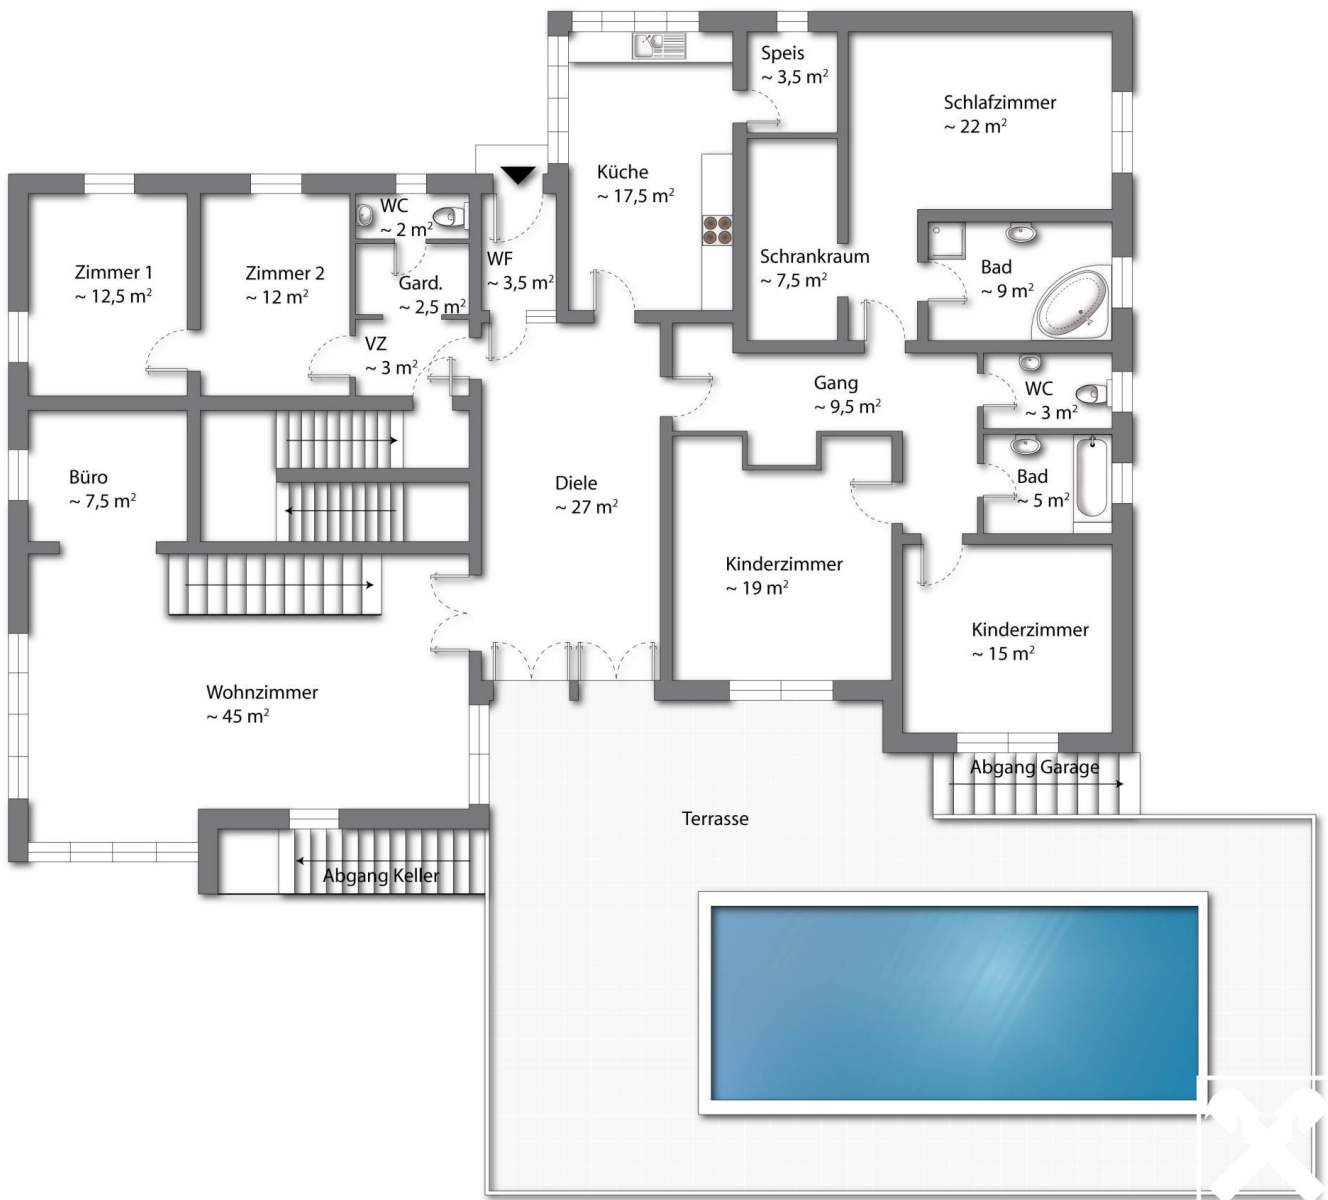 Speis
~ 3,5 m²
Schlafzimmer
~ 22 m²
Küche
~ 17,5 m²
WC
~ 2 m²
Zimmer 1
~ 12,5 m²
Zimmer 2
~ 12 m²
Gard.
~ 2,5 m²
WF
~ 3,5 m²
Schrankraum
~ 7,5 m²
Bad
~ 9 m²
VZ
~ 3 m²
Gang
~ 9,5 m²
WC
~ 3 m²
Büro
~ 7,5 m²
Diele
~ 27 m²
Bad
~ 5 m²
Kinderzimmer
~ 19 m²
Kinderzimmer
~ 15 m²
Wohnzimmer
~ 45 m²
Abgang Garage
Terrasse
Abgang Keller